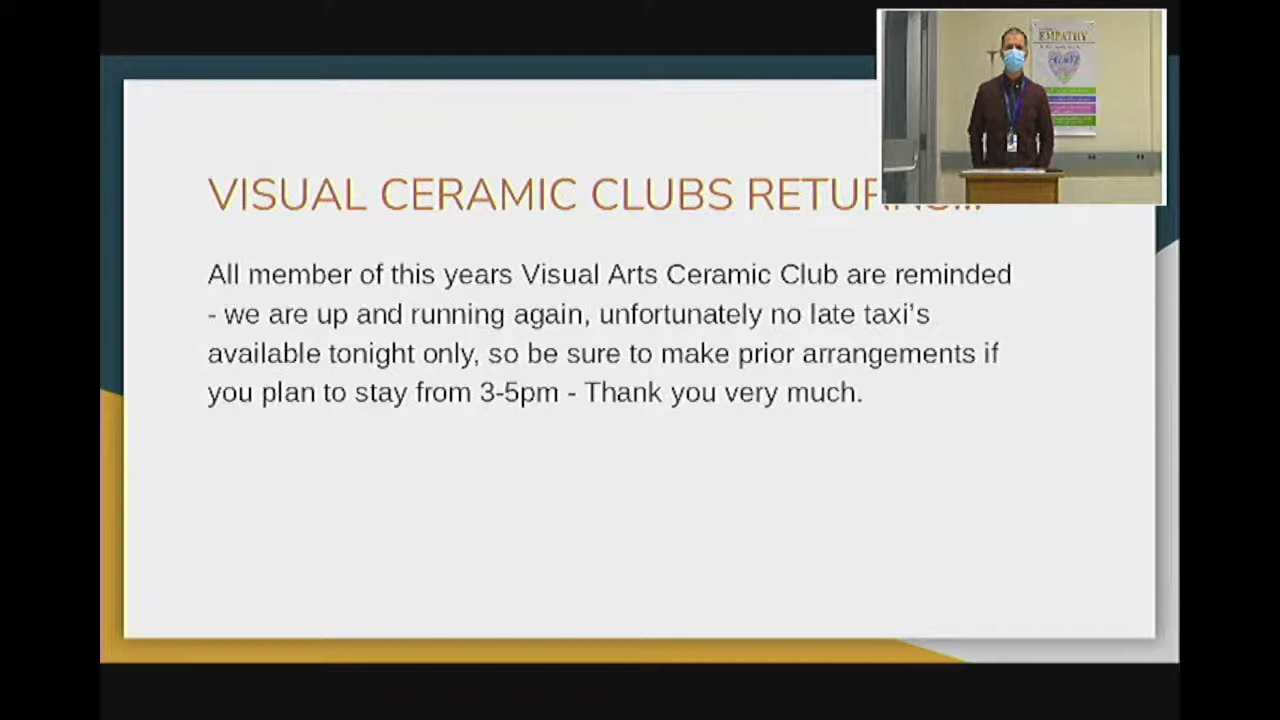 VISUAL CERAMIC CLUBS
All member of this years Visual Arts Ceramic Club are reminded
- we are up and running again, unfortunately no late taxi's
available tonight only, so be sure to make prior arrangements if
you plan to stay from 3-5pm - Thank you very much.
EMPATHY